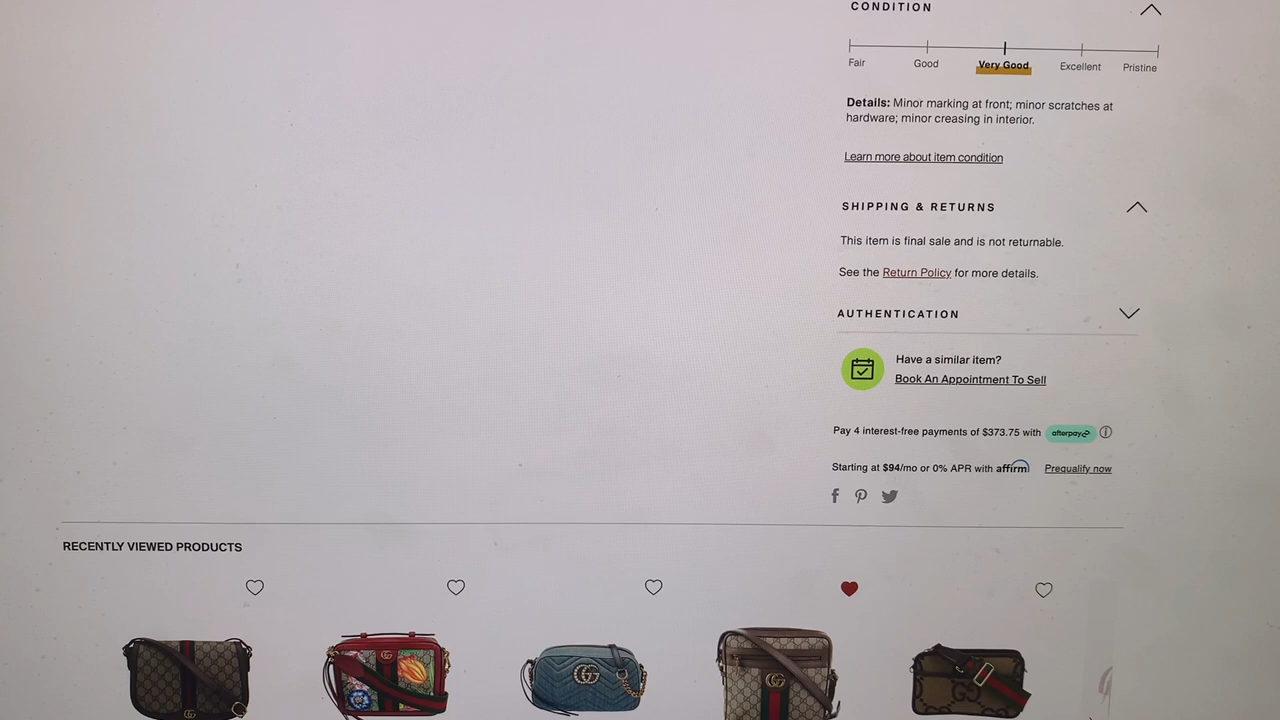 CONDITION
Fair Good Very Good Excellent Pristine
Details: Minor marking at front; minor scratches at
hardware; minor creasing in interior.
Learn more about item condition
SHIPPING & RETURNS
This item is final sale and is not returnable.
See the Return Policy for more details.
AUTHENTICATION
Have a similar item?
Book An Appointment To Sell
Pay 4 interest-free payments of $373.75 with afterpay
Starting at $94/mo or 0% APR with affirm Prequalify now
RECENTLY VIEWED PRODUCTS